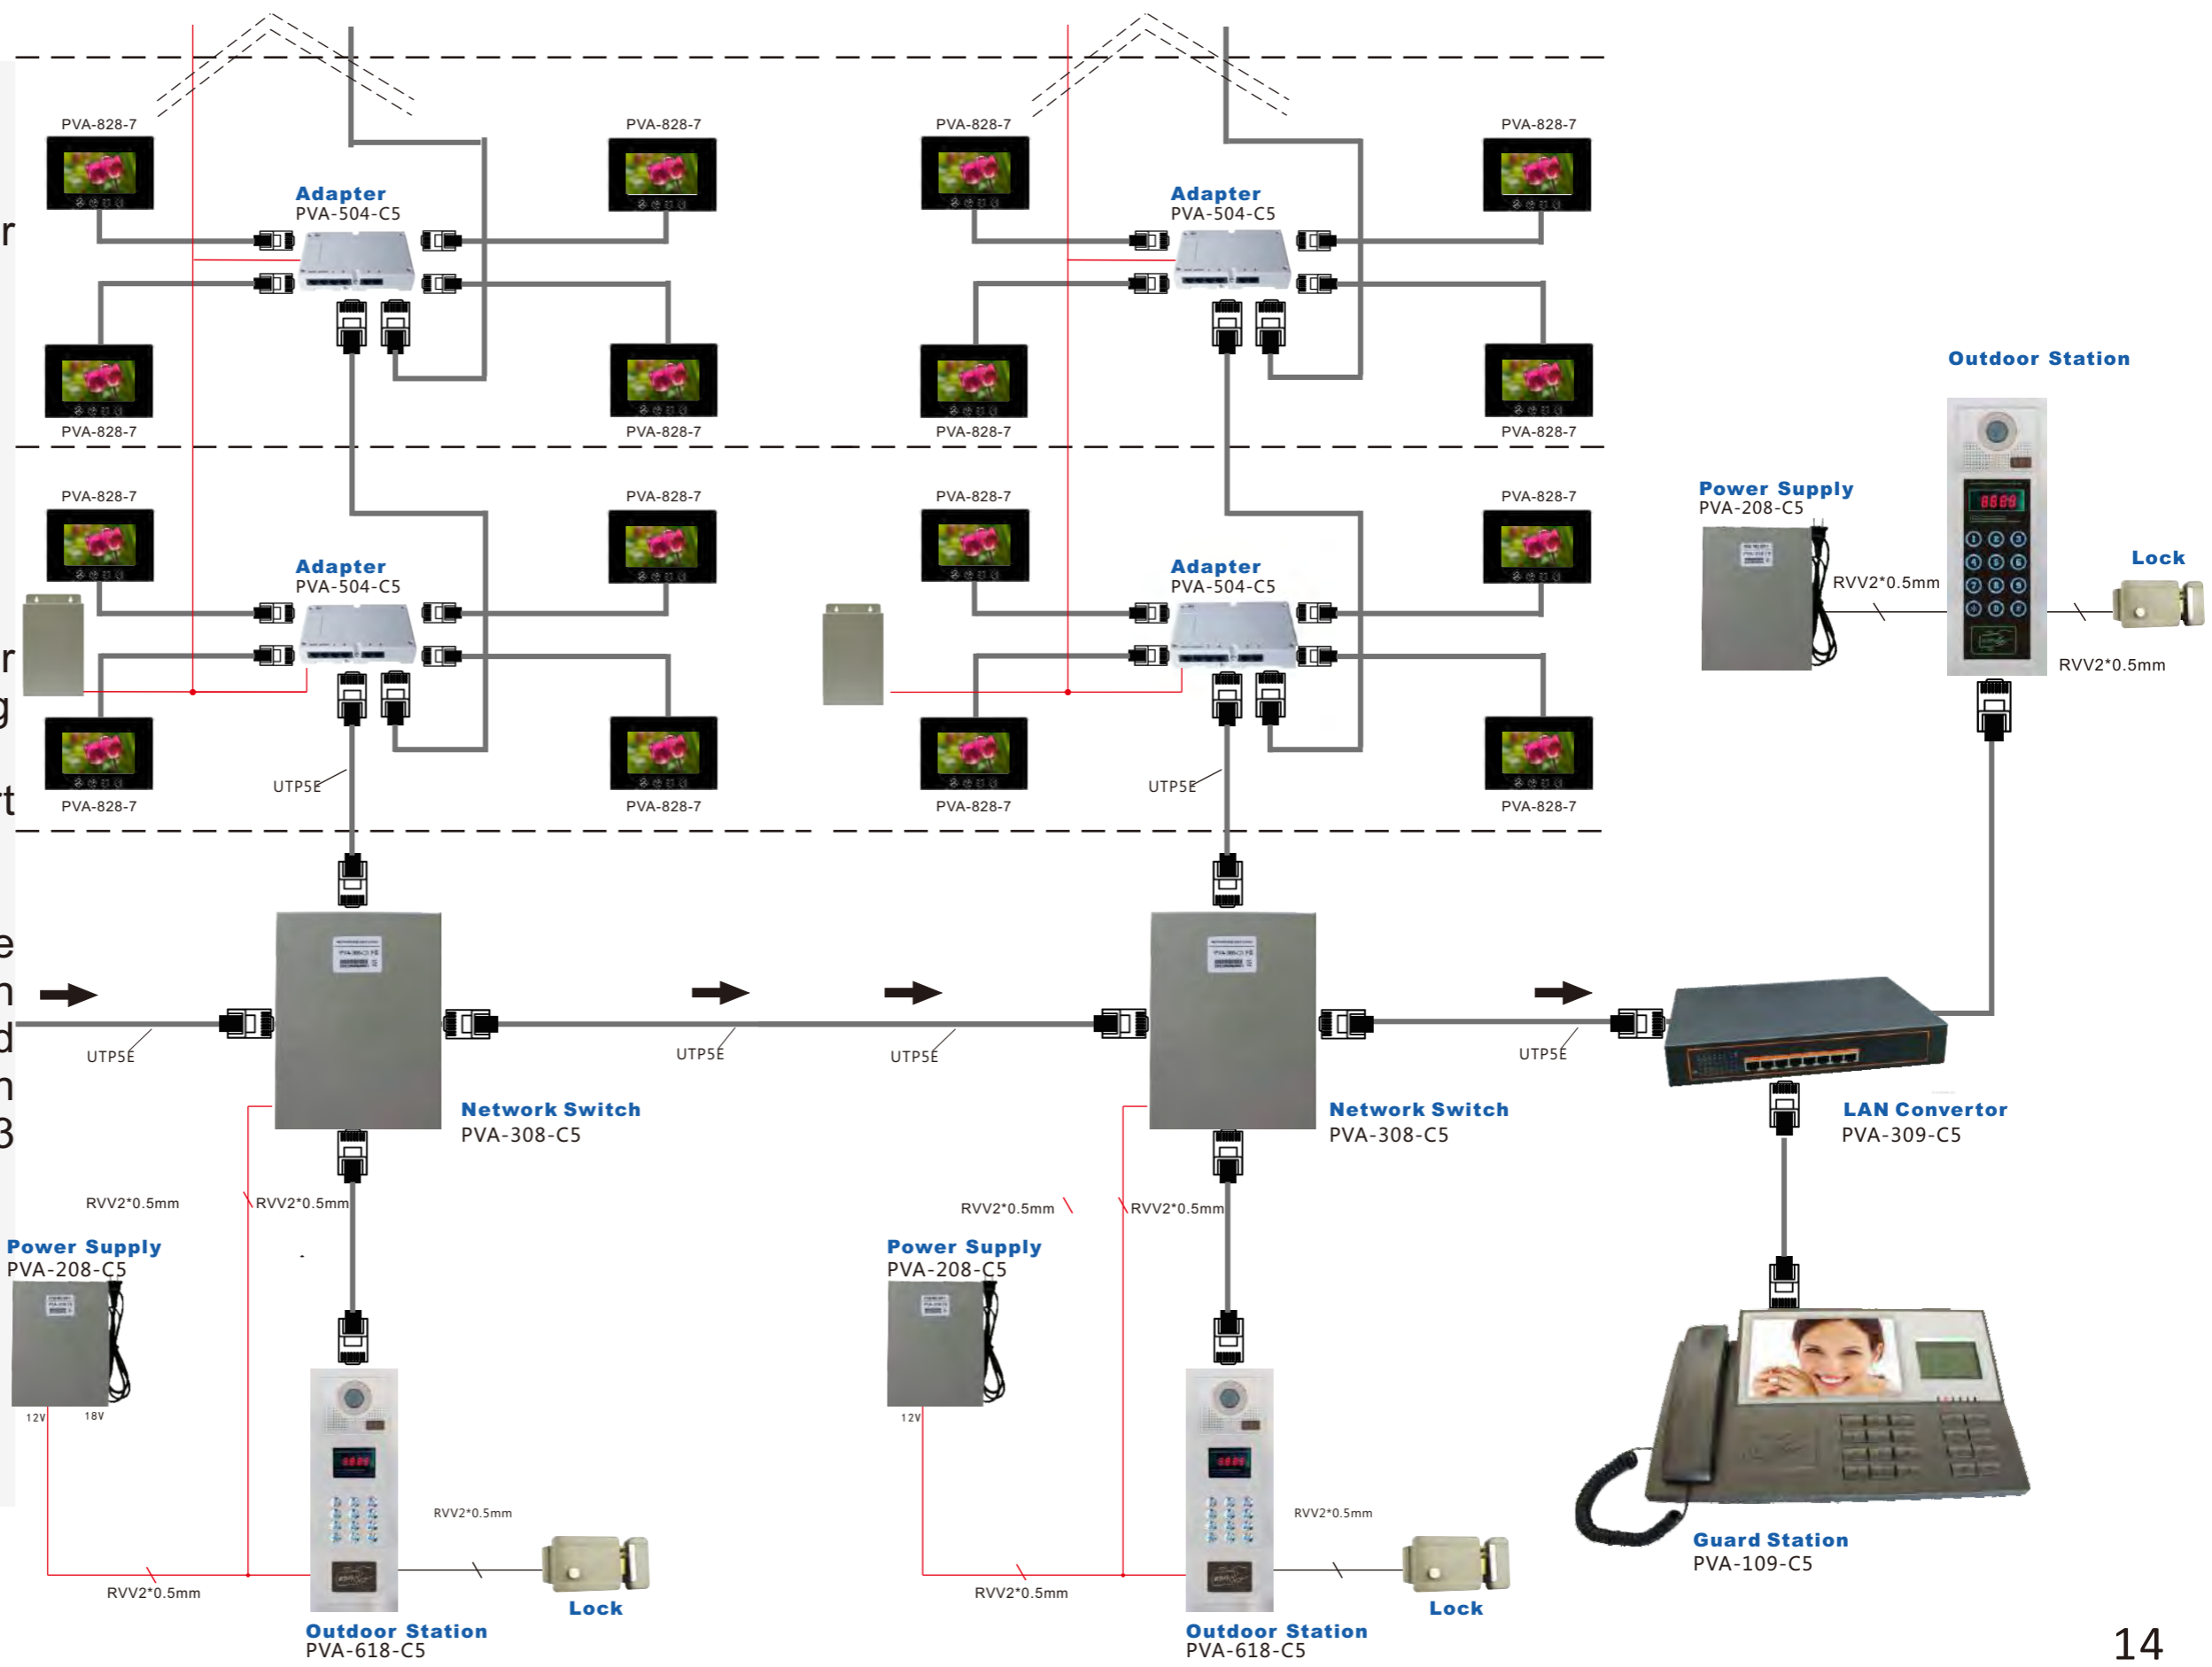 PVA-828-7
PVA-828-7
PVA-828-7
PVA-828-7
Adapter
PVA-504-C5
Adapter
PVA-504-C5
r
PVA-828-7
PVA-828-7
PVA-828-7
PVA-828-7
Outdoor Station
PVA-828-7
PVA-828-7
PVA-828-7
PVA-828-7
Power Supply
PVA-208-C5
Adapter
PVA-504-C5
Adapter
PVA-504-C5
Lock
RVV2*0.5mm
RVV2*0.5mm
r
g
UTP5E
UTP5E
rt
PVA-828-7
PVA-828-7
PVA-828-7
PVA-828-7
e
n
d
n
3
UTP5E
UTP5E
UTP5E
UTP5E
Network Switch
PVA-308-C5
Network Switch
PVA-308-C5
LAN Convertor
PVA-309-C5
RVV2*0.5mm
RVV2*0.5mm
RVV2*0.5mm
RVV2*0.5mm
Power Supply
PVA-208-C5
Power Supply
PVA-208-C5
12V
18V
12V
RVV2*0.5mm
RVV2*0.5mm
Guard Station
PVA-109-C5
RVV2*0.5mm
RVV2*0.5mm
Lock
Lock
Outdoor Station
PVA-618-C5
Outdoor Station
PVA-618-C5
14